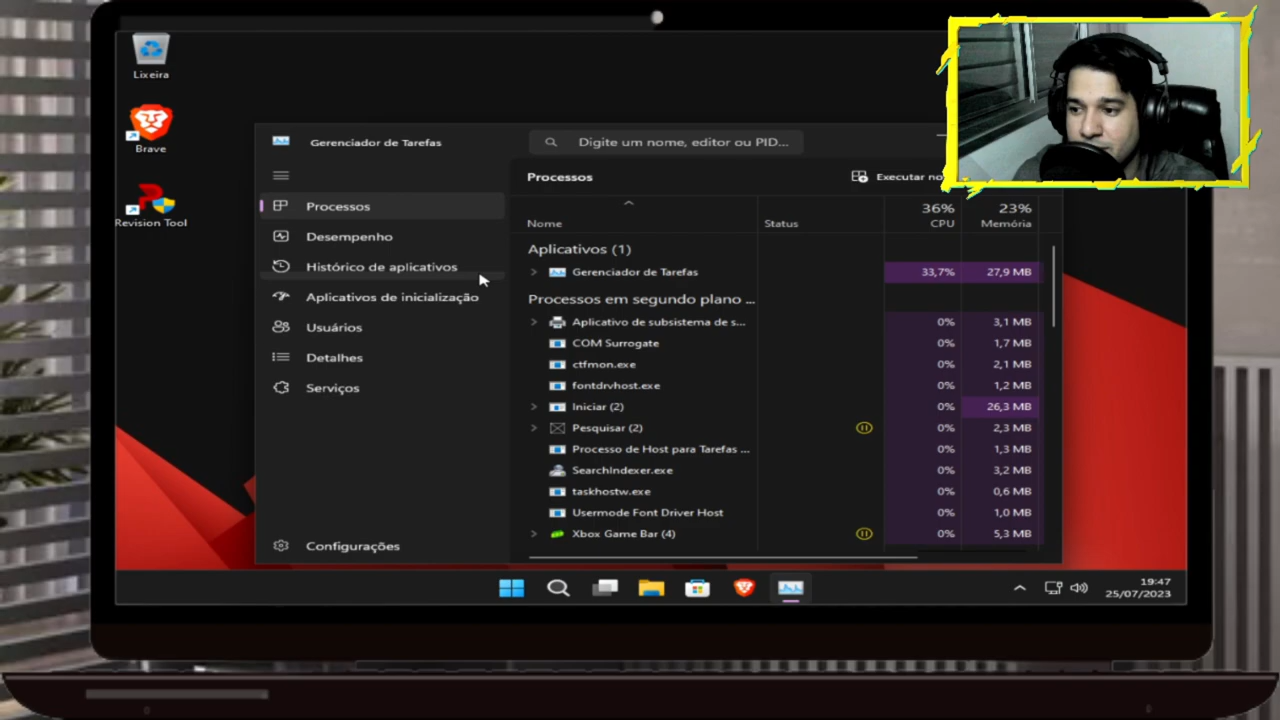 Lixeira
Brave
Revision Tool
Gerenciador de Tarefas
Digite um nome, editor ou PID...
Processos
Desempenho
Histórico de aplicativos
Aplicativos de inicialização
Usuários
Detalhes
Serviços
Configurações
Processos
Executar no
36% 23%
Nome Status CPU Memória
Aplicativos (1)
Gerenciador de Tarefas 33,7% 27,9 MB
Processos em segundo plano ...
Aplicativo de subsistema de s... 0% 3,1 MB
COM Surrogate 0% 1,7 MB
ctfmon.exe 0% 2,1 MB
fontdrvhost.exe 0% 1,2 MB
Iniciar (2) 0% 26,3 MB
Pesquisar (2) 0% 2,3 MB
Processo de Host para Tarefas ... 0% 1,3 MB
SearchIndexer.exe 0% 3,2 MB
taskhostw.exe 0% 0,6 MB
Usermode Font Driver Host 0% 1,0 MB
Xbox Game Bar (4) 0% 5,3 MB
19:47
25/07/2023